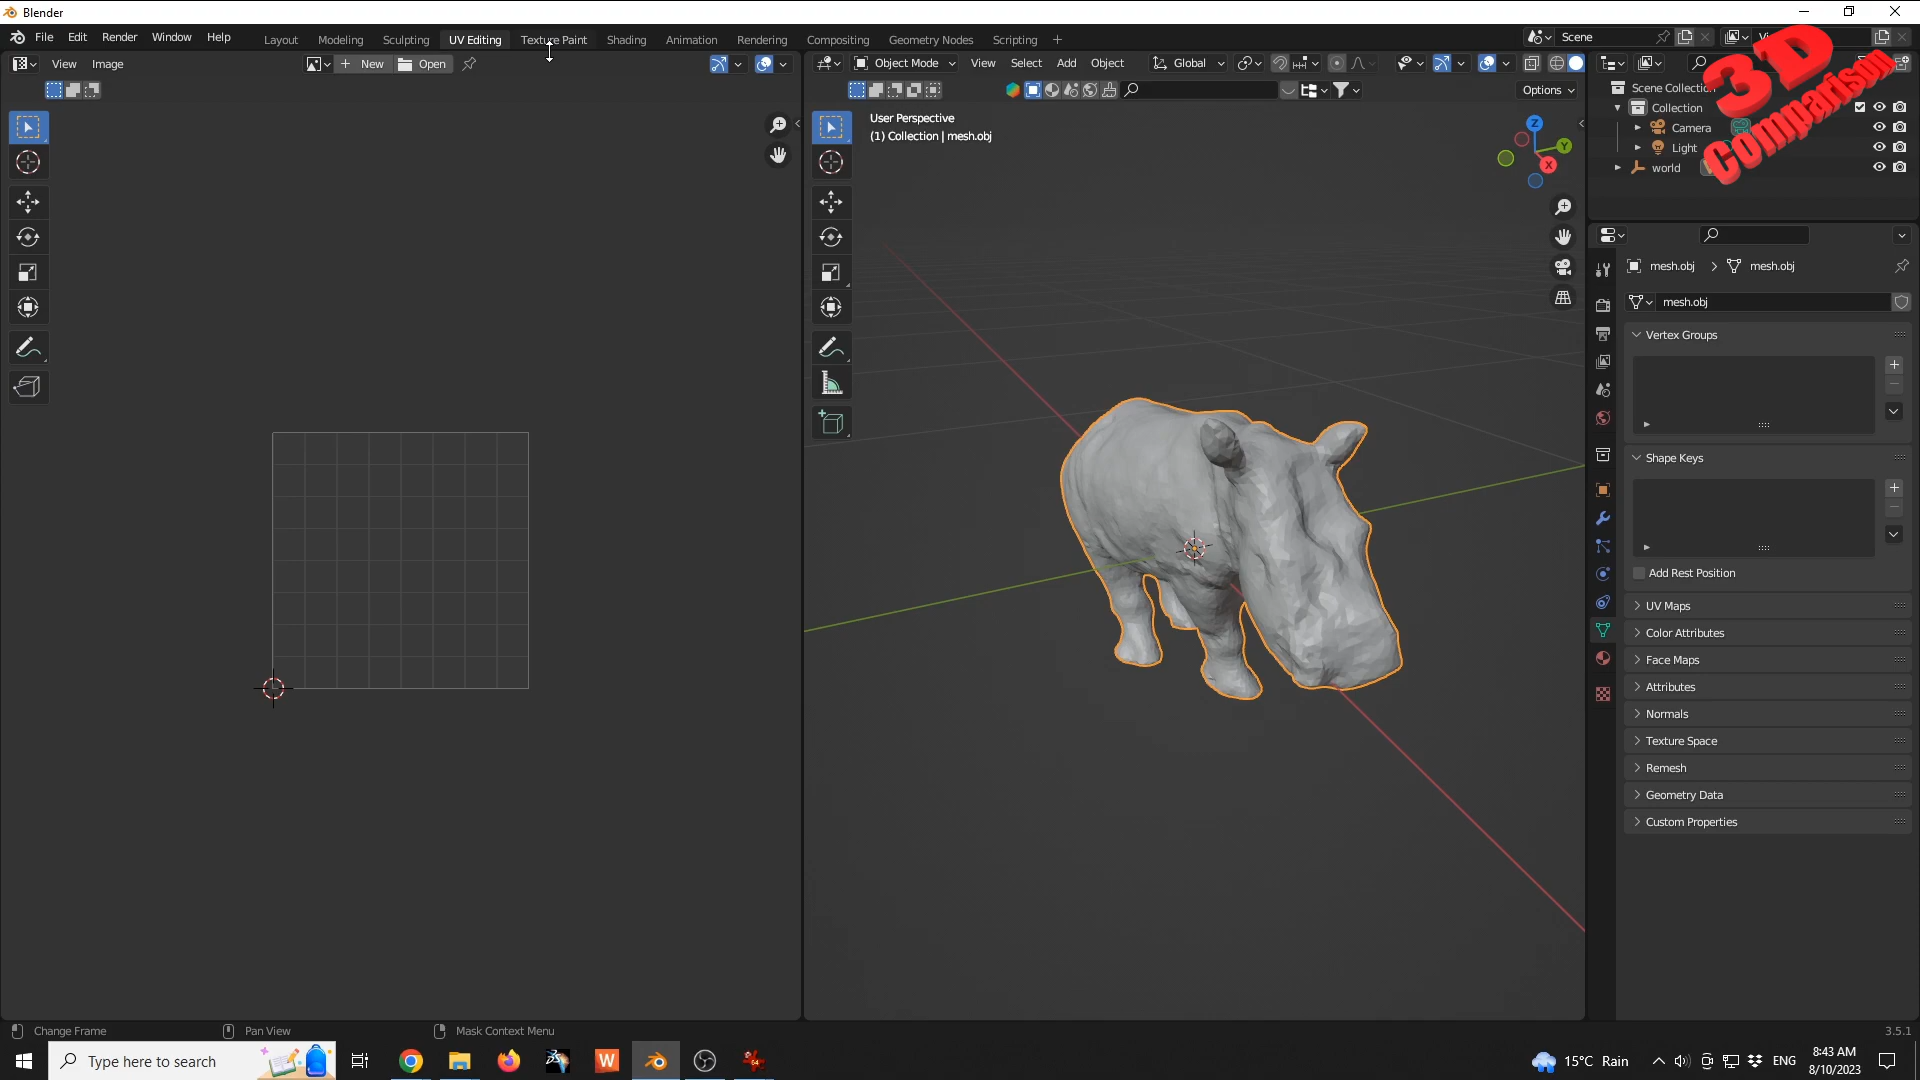 Blender
File Edit Render Window Help
Layout Modeling Sculpting UV Editing Texture Paint Shading Animation Rendering Compositing Geometry Nodes Scripting +
Scene
View Image
New Open
Object Mode View Select Add Object Global
Options
User Perspective
(1) Collection | mesh.obj
Z
Y
X
3D
Comparison
Scene Collection
Collection
Camera
Light
world
mesh.obj > mesh.obj
mesh.obj
Vertex Groups
Shape Keys
Add Rest Position
UV Maps
Color Attributes
Face Maps
Attributes
Normals
Texture Space
Remesh
Geometry Data
Custom Properties
Change Frame
Pan View
Mask Context Menu
3.5.1
Type here to search
W
64
15°C Rain
ENG
8:43 AM
8/10/2023